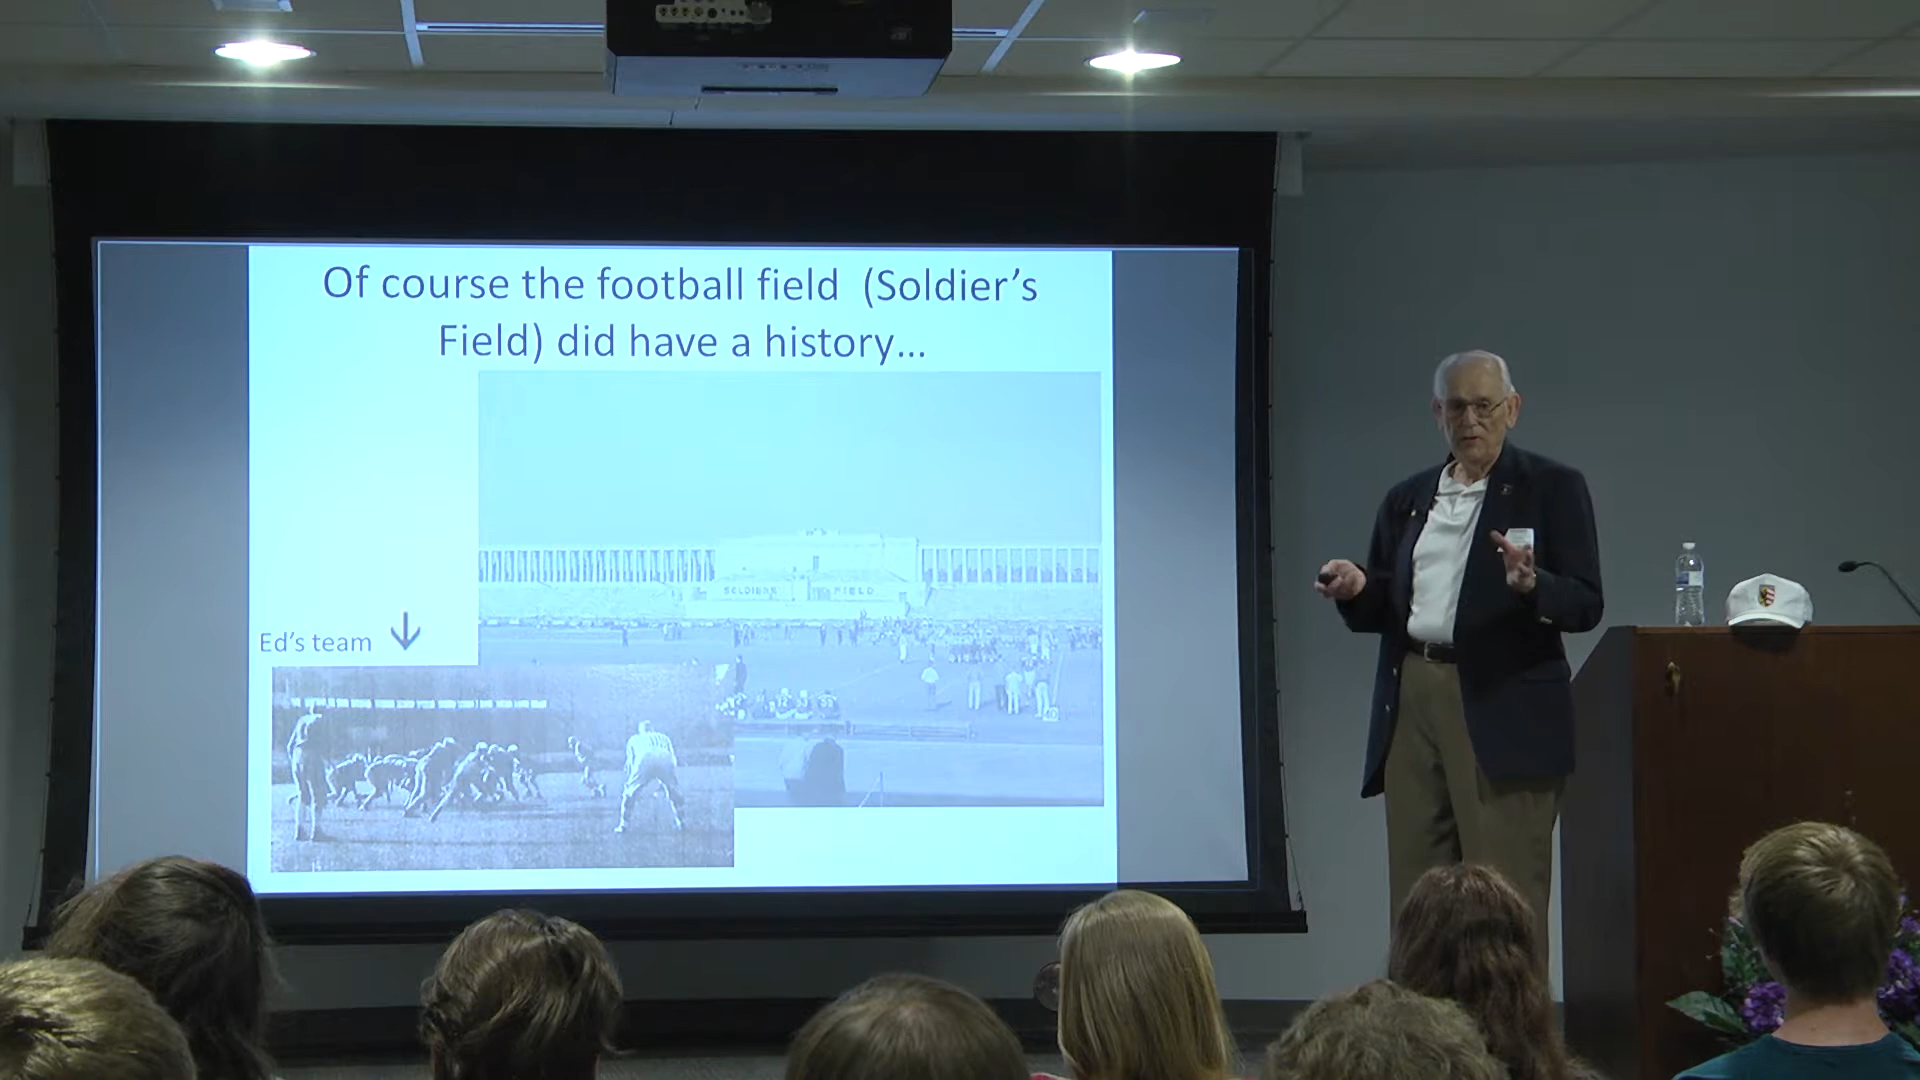 Of course the football field (Soldier's
Field) did have a history...
SOLDIERS FIELD
Ed's team